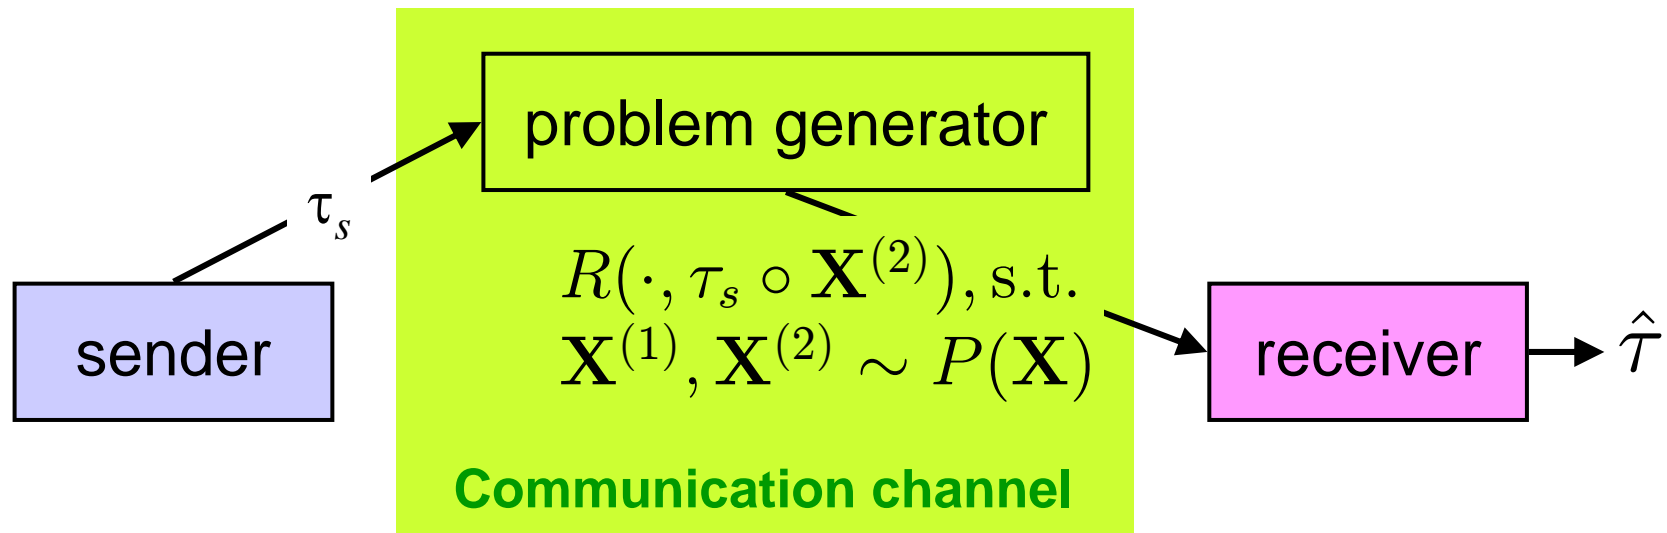 problem generator
τₛ
R(·, τₛ ∘ X⁽²⁾), s.t.
X⁽¹⁾, X⁽²⁾ ∼ P(X)
sender
receiver
τ̂
Communication channel